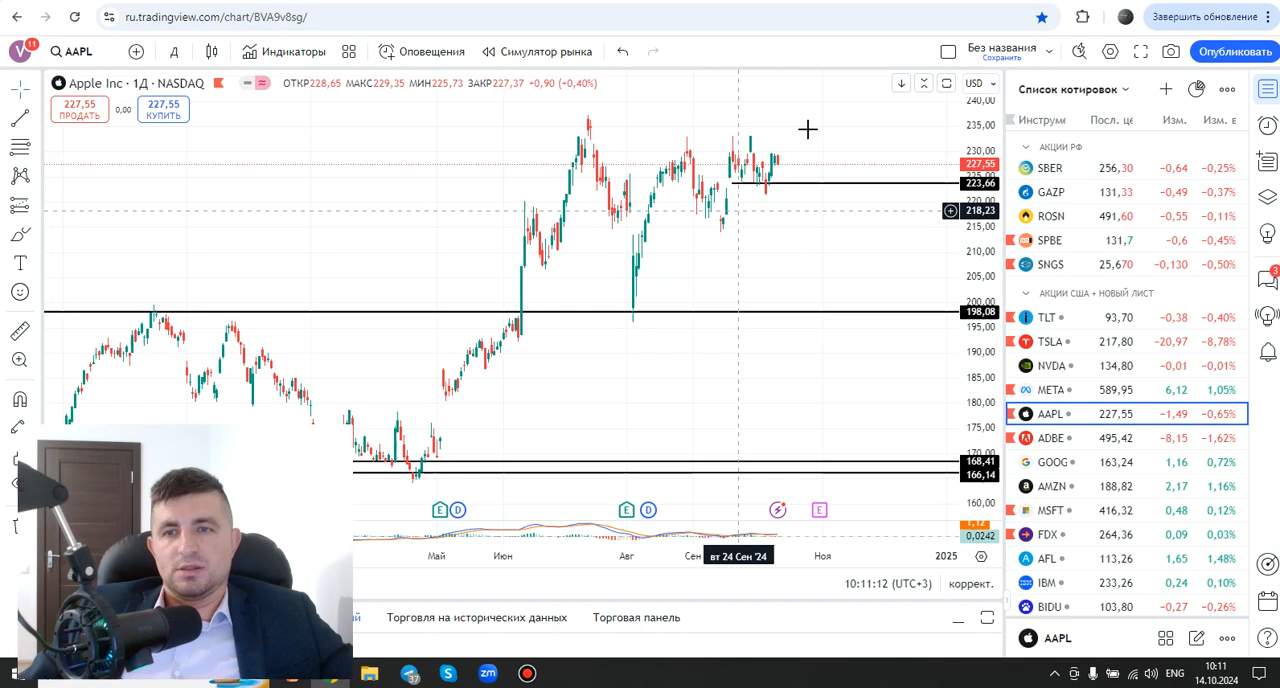 ru.tradingview.com/chart/BVA9v8sg/
Завершить обновление
V 11
AAPL
Д
Индикаторы
Оповещения
Симулятор рынка
Без названия
Сохранить
Опубликовать
Apple Inc · 1Д · NASDAQ
ОТКР228,65 МАКС229,35 МИН225,73 ЗАКР227,37 +0,90 (+0,40%)
USD
227,55
ПРОДАТЬ
0,00
227,55
КУПИТЬ
240,00
235,00
230,00
227,55
225,00
223,66
220,00
218,23
215,00
210,00
205,00
200,00
198,08
195,00
190,00
185,00
180,00
175,00
170,00
168,41
166,14
160,00
E D E D E
1,12
0,0242
Май Июн Авг Сен вт 24 Сен '24 Ноя 2025
10:11:12 (UTC+3) коррект.
Торговля на исторических данных Торговая панель
Список котировок
Инструм Посл. це Изм. Изм. в
АКЦИИ РФ
SBER 256,30 −0,64 −0,25%
GAZP 131,33 −0,49 −0,37%
ROSN 491,60 −0,55 −0,11%
SPBE 131,7 −0,6 −0,45%
SNGS 25,670 −0,130 −0,50%
АКЦИИ США + НОВЫЙ ЛИСТ
TLT 93,70 −0,38 −0,40%
TSLA 217,80 −20,97 −8,78%
NVDA 134,80 −0,01 −0,01%
META 589,95 6,12 1,05%
AAPL 227,55 −1,49 −0,65%
ADBE 495,42 −8,15 −1,62%
GOOG 163,24 1,16 0,72%
AMZN 188,82 2,17 1,16%
MSFT 416,32 0,48 0,12%
FDX 264,36 0,09 0,03%
AFL 113,26 1,65 1,48%
IBM 233,26 0,24 0,10%
BIDU 103,80 −0,27 −0,26%
AAPL
3
37
zm
ENG
10:11
14.10.2024